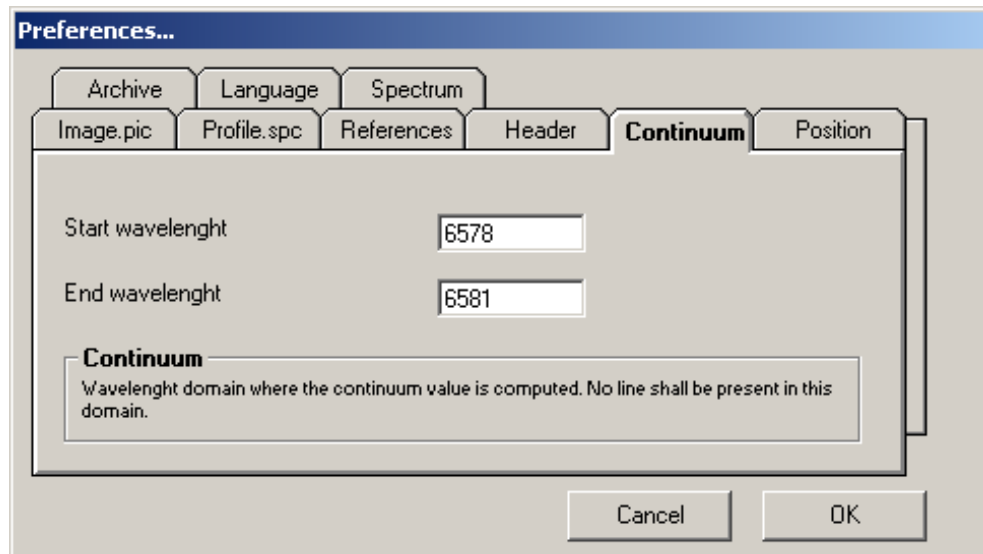 Preferences...
Archive Language Spectrum
Image.pic Profile.spc References Header Continuum Position
Start wavelenght 6578
End wavelenght 6581
Continuum
Wavelenght domain where the continuum value is computed. No line shall be present in this
domain.
Cancel OK